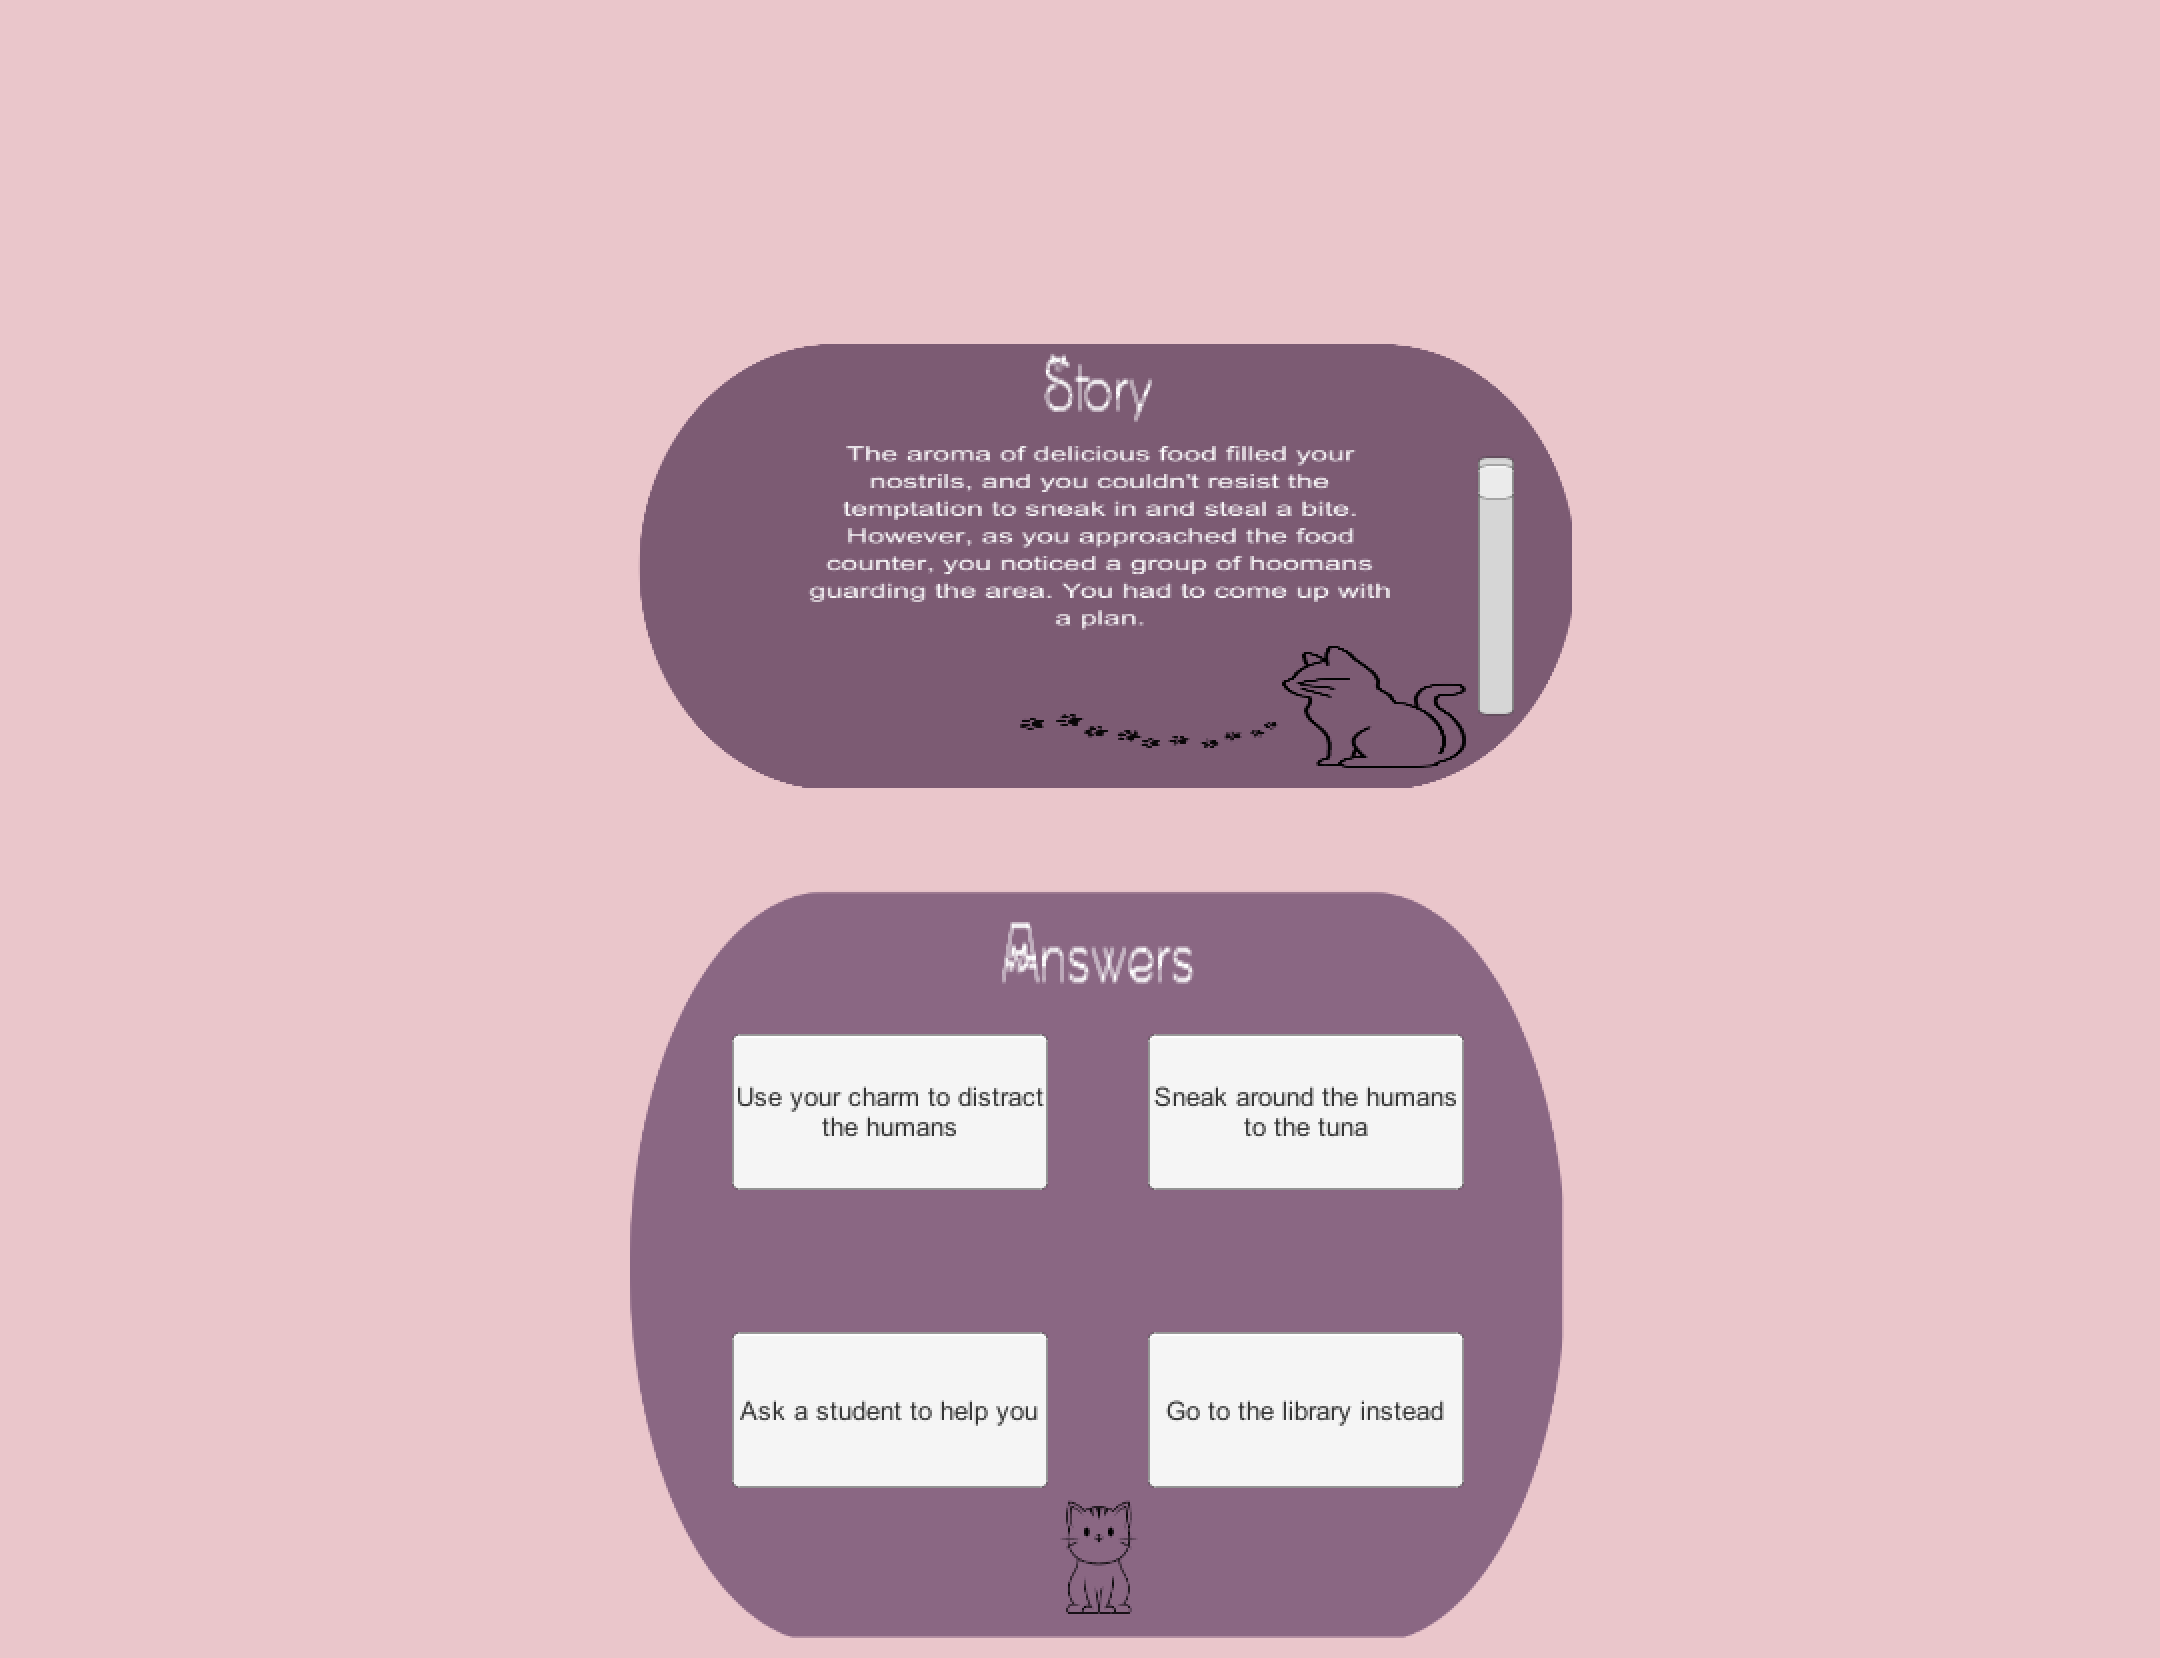 Story
The aroma of delicious food filled your
nostrils, and you couldn't resist the
temptation to sneak in and steal a bite.
However, as you approached the food
counter, you noticed a group of hoomans
guarding the area. You had to come up with
a plan.
Answers
Use your charm to distract
the humans
Sneak around the humans
to the tuna
Ask a student to help you
Go to the library instead